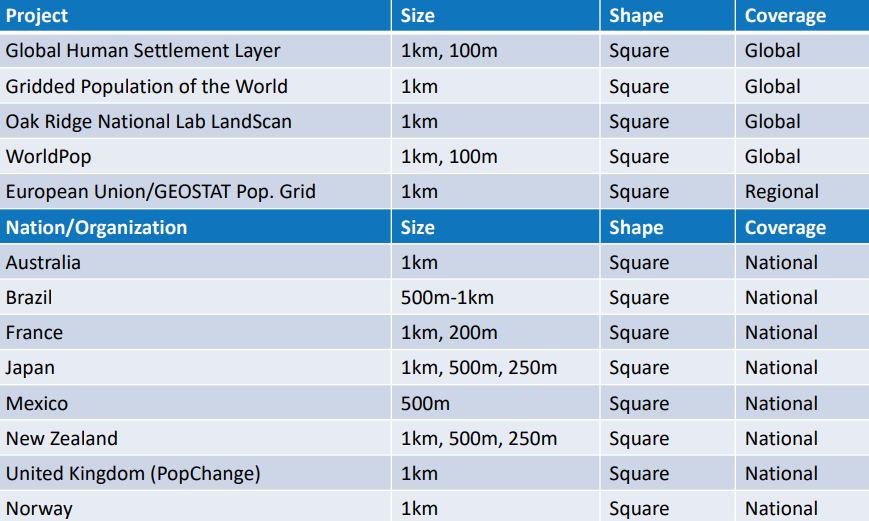 Project Size Shape Coverage
Global Human Settlement Layer 1km, 100m Square Global
Gridded Population of the World 1km Square Global
Oak Ridge National Lab LandScan 1km Square Global
WorldPop 1km, 100m Square Global
European Union/GEOSTAT Pop. Grid 1km Square Regional
Nation/Organization Size Shape Coverage
Australia 1km Square National
Brazil 500m-1km Square National
France 1km, 200m Square National
Japan 1km, 500m, 250m Square National
Mexico 500m Square National
New Zealand 1km, 500m, 250m Square National
United Kingdom (PopChange) 1km Square National
Norway 1km Square National